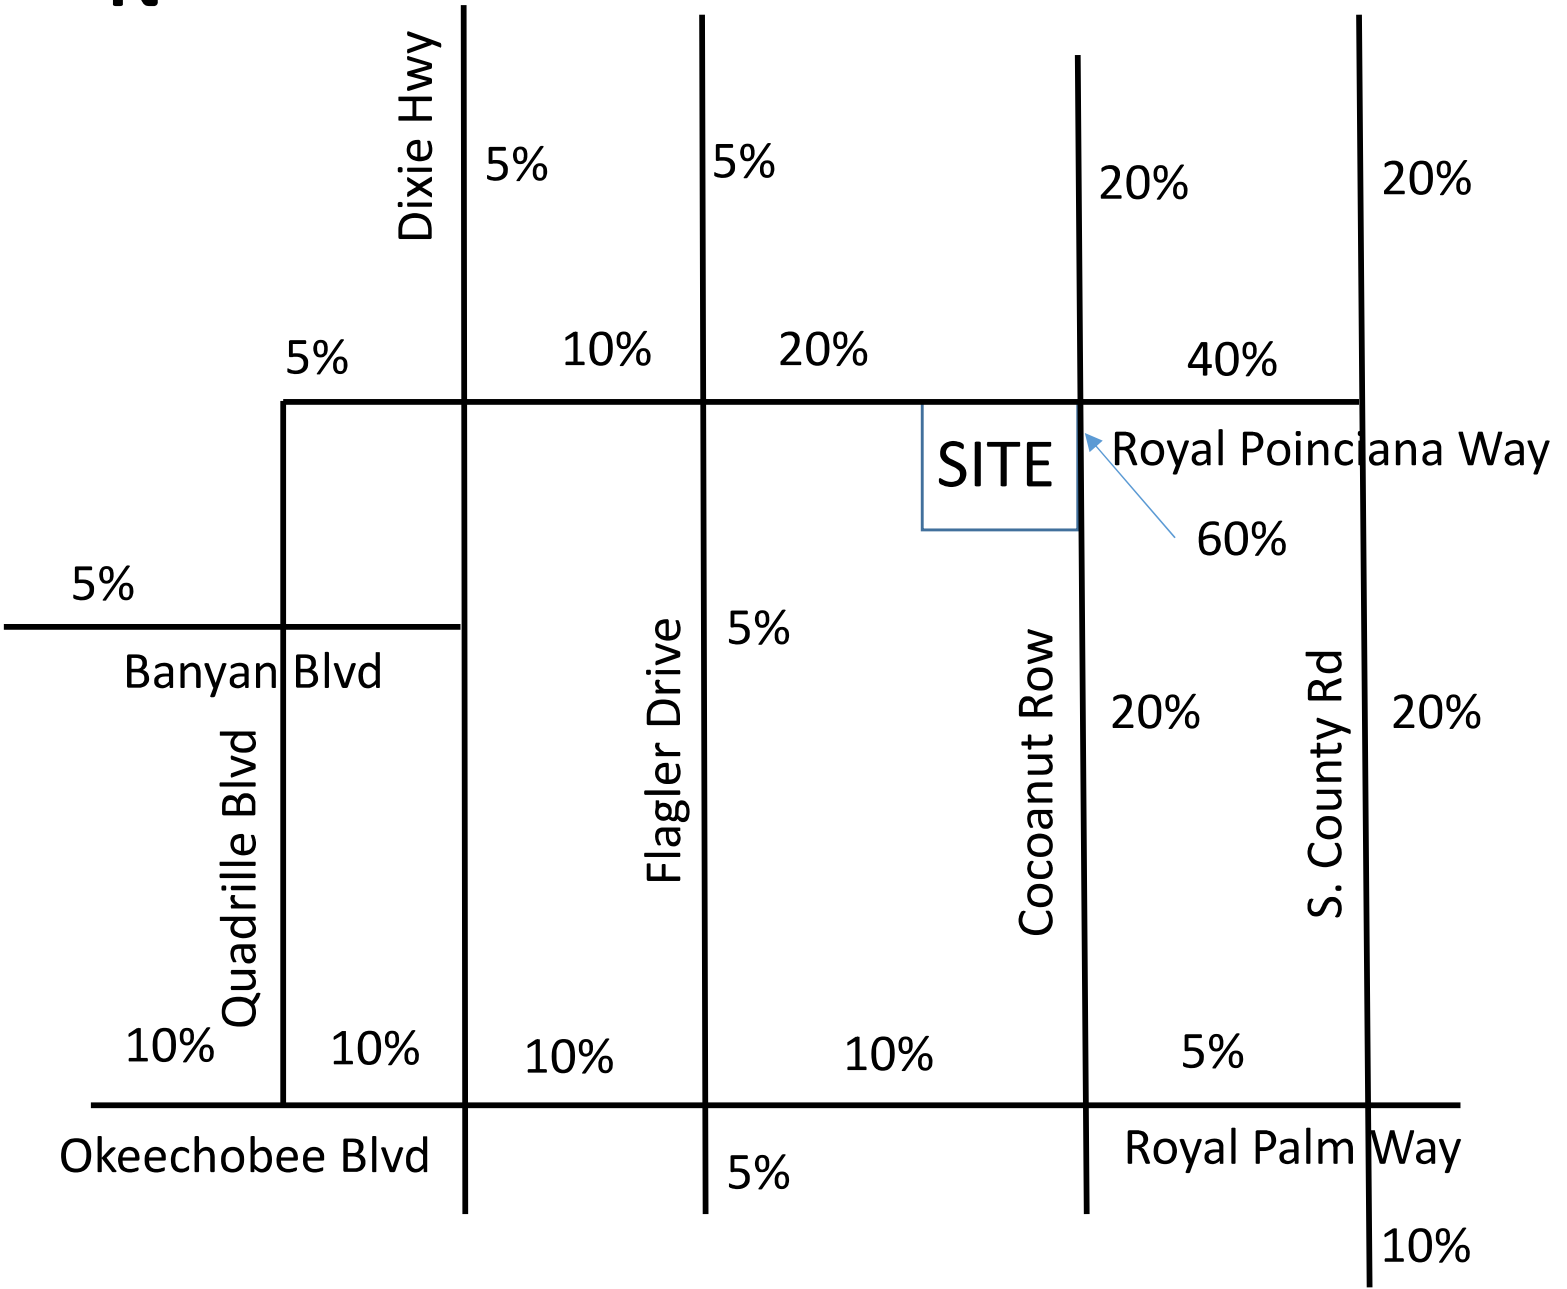 Dixie Hwy
5%
5%
20%
20%
5%
10%
20%
40%
SITE
Royal Poinciana Way
60%
5%
Banyan Blvd
Quadrille Blvd
Flagler Drive
5%
Cocoanut Row
20%
S. County Rd
20%
10%
10%
10%
10%
5%
Okeechobee Blvd
5%
Royal Palm Way
10%